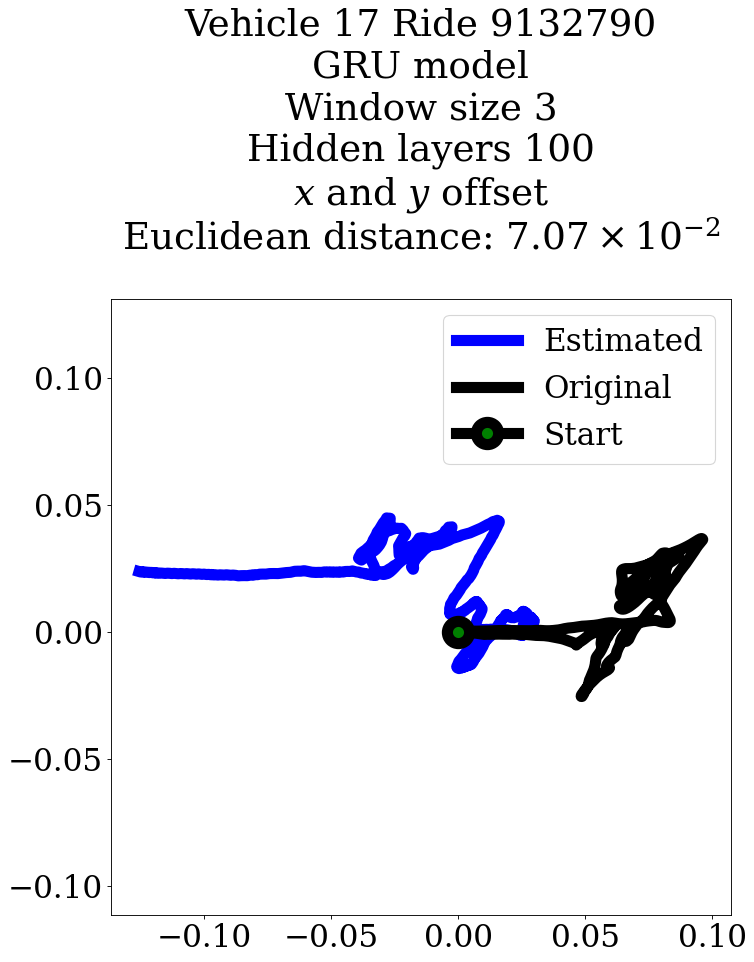 Vehicle 17 Ride 9132790
GRU model
Window size 3
Hidden layers 100
x and y offset
Euclidean distance: 7.07 × 10⁻²
Estimated
Original
Start
0.10
0.05
0.00
−0.05
−0.10
−0.10 −0.05 0.00 0.05 0.10